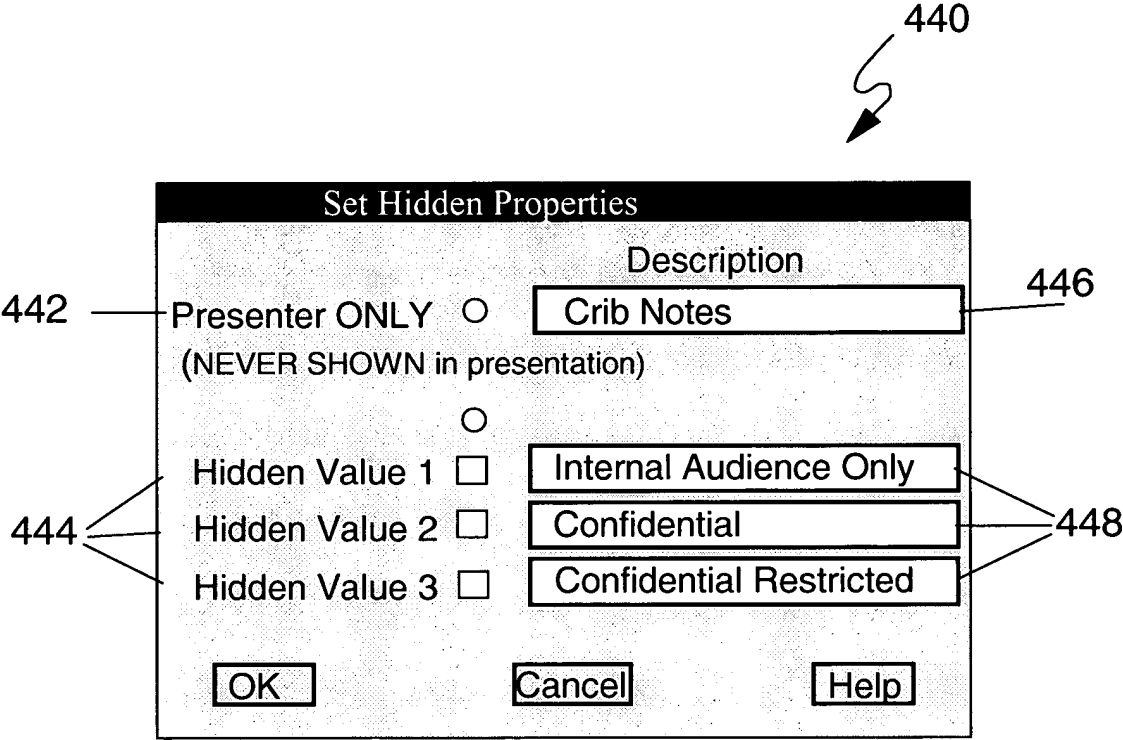 440
Set Hidden Properties
Description
442 Presenter ONLY Crib Notes 446
(NEVER SHOWN in presentation)
Hidden Value 1 Internal Audience Only
444 Hidden Value 2 Confidential 448
Hidden Value 3 Confidential Restricted
OK Cancel Help